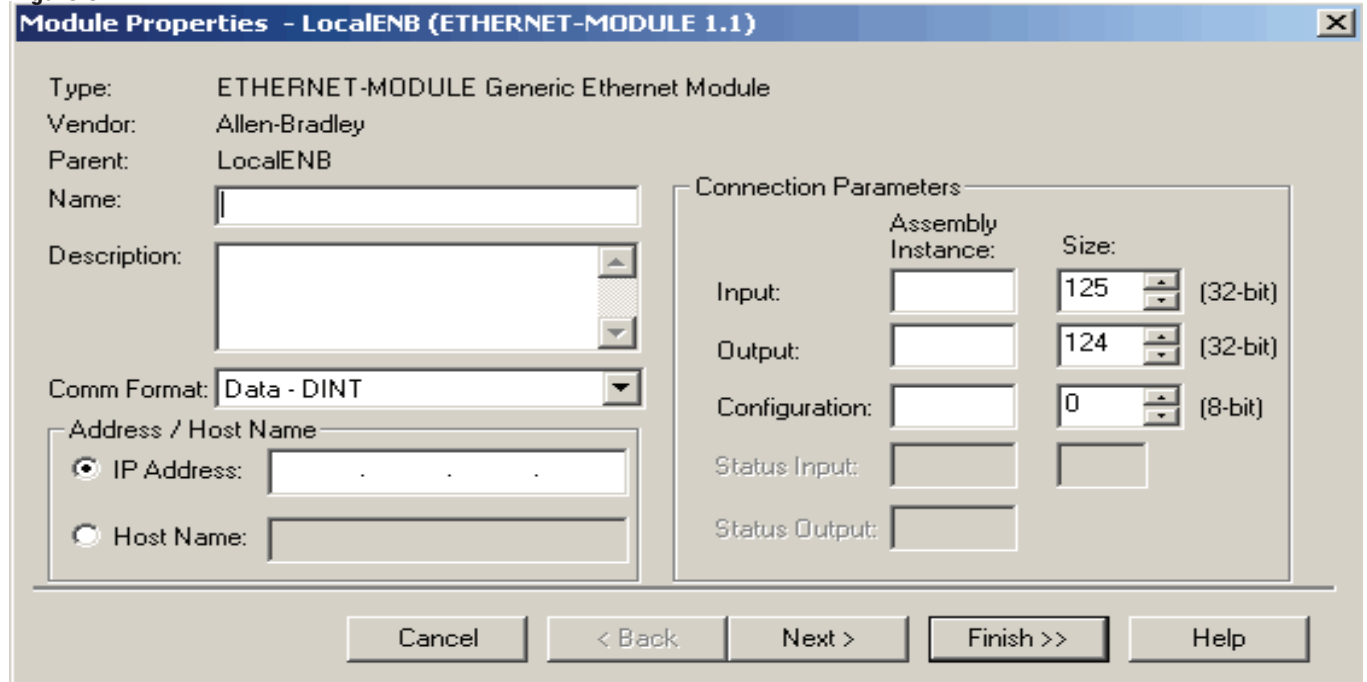 Module Properties - LocalENB (ETHERNET-MODULE 1.1)
Type: ETHERNET-MODULE Generic Ethernet Module
Vendor: Allen-Bradley
Parent: LocalENB
Name:
Description:
Comm Format: Data - DINT
Address / Host Name
IP Address: . . .
Host Name:
Connection Parameters
Assembly
Instance: Size:
Input: 125 (32-bit)
Output: 124 (32-bit)
Configuration: 0 (8-bit)
Status Input:
Status Output:
Cancel < Back Next > Finish >> Help